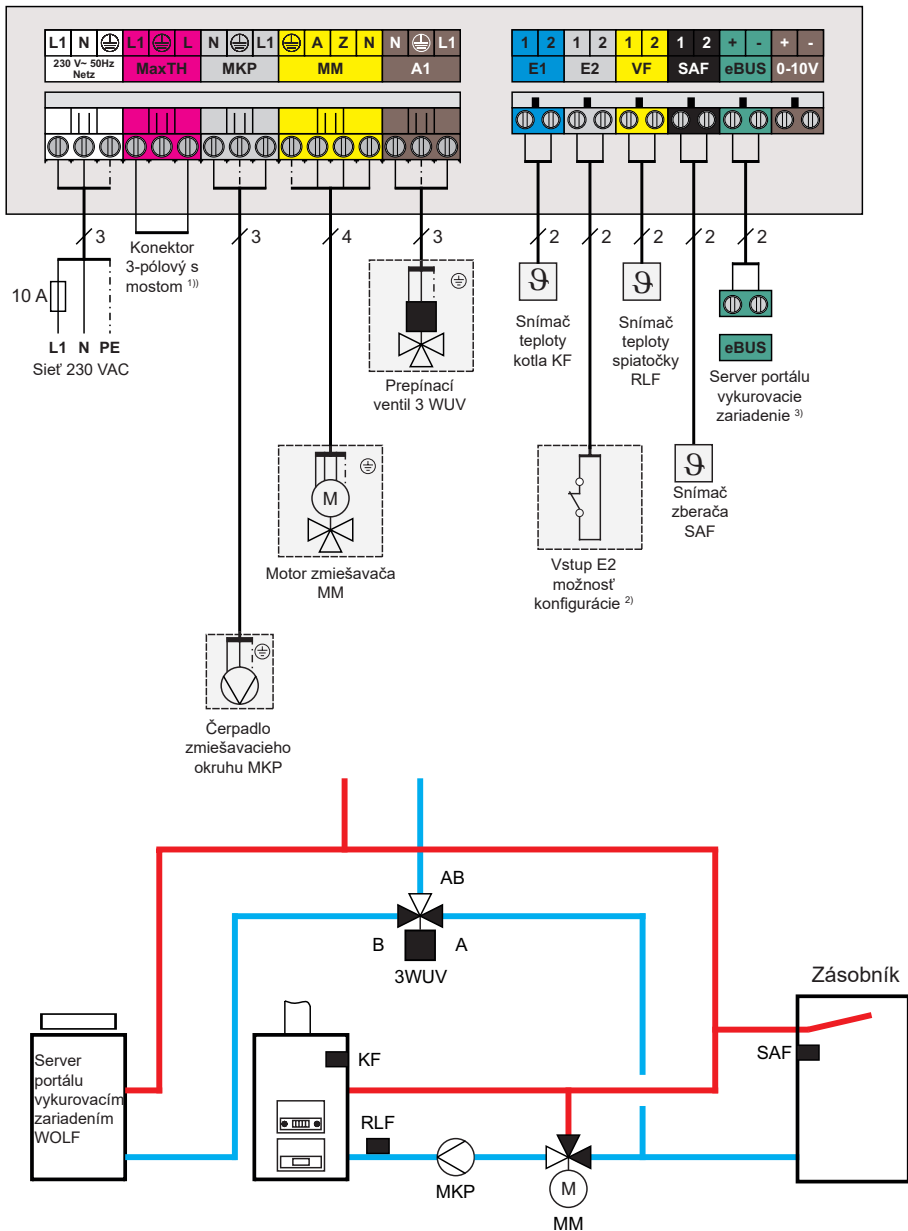 L1 N L1 L N L1 A Z N N L1
230 V~ 50Hz
Netz
MaxTH MKP MM A1
1 2 1 2 1 2 1 2 + - + -
E1 E2 VF SAF eBUS 0-10V
3 3 4 3 2 2 2 2 2
Konektor
3-pólový s
mostom 1))
10 A
L1 N PE
Sieť 230 VAC
Prepínací
ventil 3 WUV
ϑ
Snímač
teploty
kotla KF
ϑ
Snímač
teploty
spiatočky
RLF
eBUS
Server portálu
vykurovacie
zariadenie 3)
M
Motor zmiešavača
MM
Vstup E2
možnosť
konfigurácie 2)
ϑ
Snímač
zberača
SAF
Čerpadlo
zmiešavacieho
okruhu MKP
AB
B A
3WUV
Zásobník
Server
portálu
vykurovacím
zariadením
WOLF
KF
SAF
RLF
MKP
M
MM